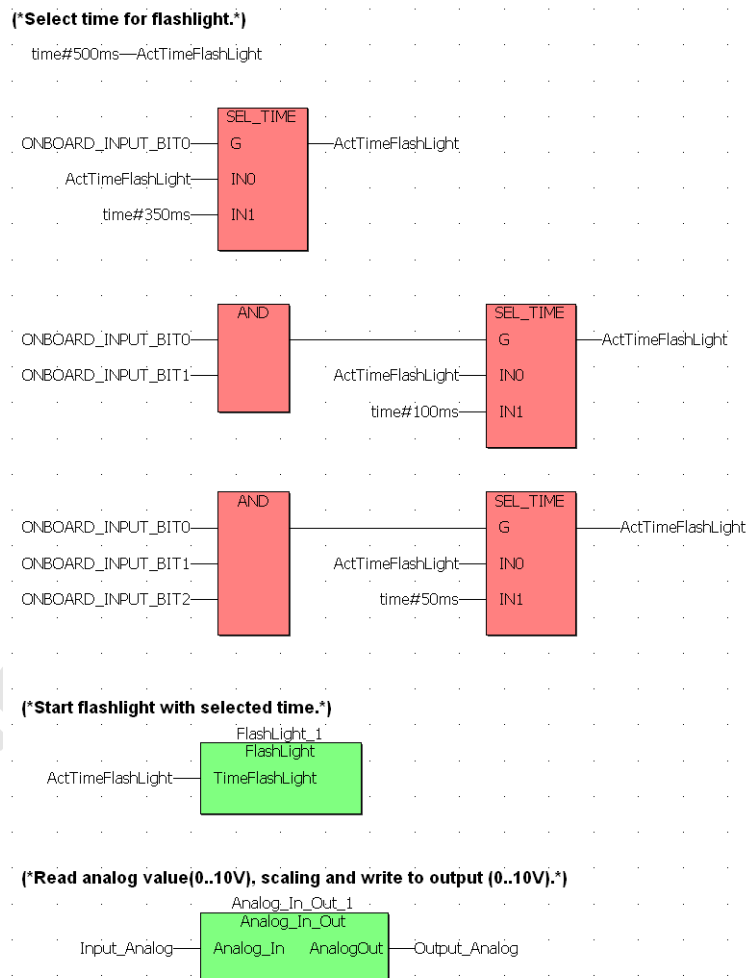 (*Select time for flashlight.*)
time#500ms ActTimeFlashLight
SEL_TIME
ONBOARD_INPUT_BIT0 G ActTimeFlashLight
ActTimeFlashLight IN0
time#350ms IN1
AND SEL_TIME
ONBOARD_INPUT_BIT0 G ActTimeFlashLight
ONBOARD_INPUT_BIT1 ActTimeFlashLight IN0
time#100ms IN1
AND SEL_TIME
ONBOARD_INPUT_BIT0 G ActTimeFlashLight
ONBOARD_INPUT_BIT1 ActTimeFlashLight IN0
ONBOARD_INPUT_BIT2 time#50ms IN1
(*Start flashlight with selected time.*)
FlashLight_1
FlashLight
ActTimeFlashLight TimeFlashLight
(*Read analog value(0..10V), scaling and write to output (0..10V).*)
Analog_In_Out_1
Analog_In_Out
Input_Analog Analog_In AnalogOut Output_Analog